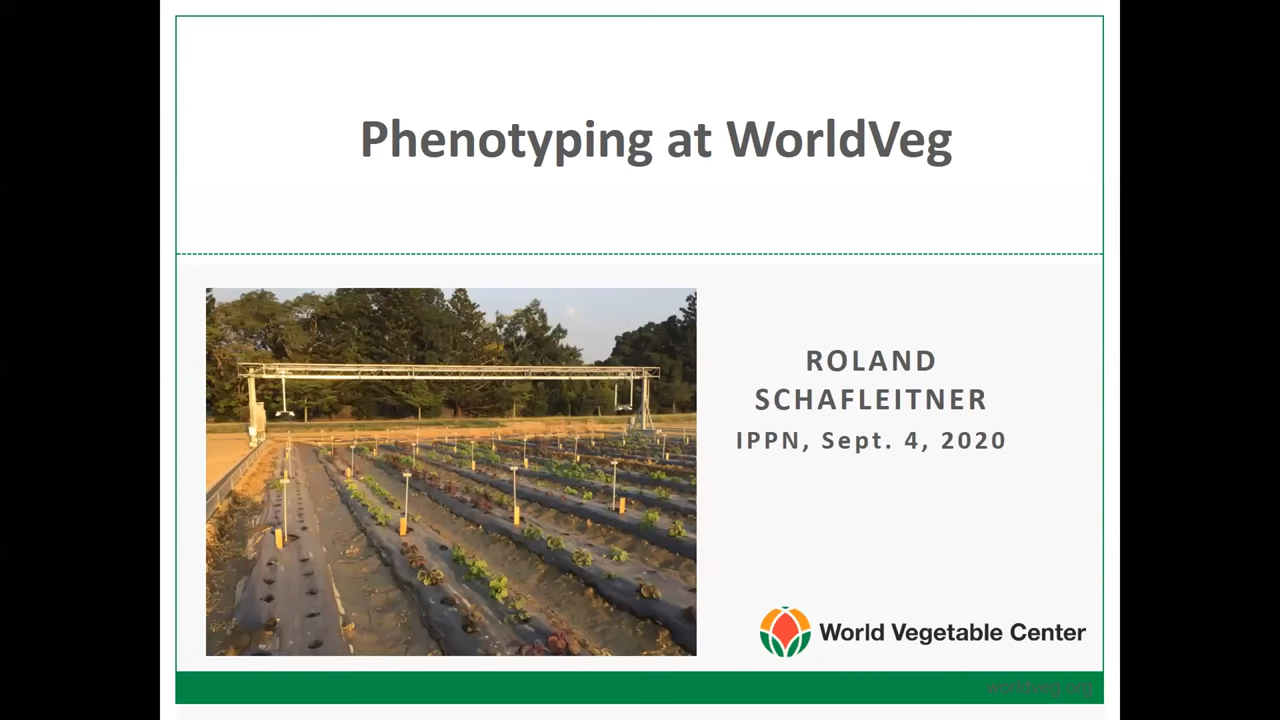 Phenotyping at WorldVeg
ROLAND
SCHAFLEITNER
IPPN, Sept. 4, 2020
World Vegetable Center
worldveg.org